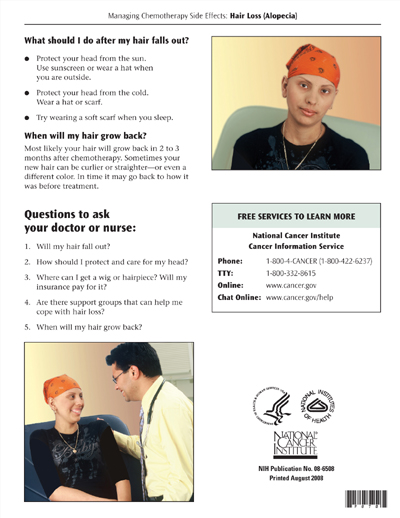 Managing Chemotherapy Side Effects: Hair Loss (Alopecia)
What should I do after my hair falls out?
● Protect your head from the sun.
Use sunscreen or wear a hat when
you are outside.
● Protect your head from the cold.
Wear a hat or scarf.
● Try wearing a soft scarf when you sleep.
When will my hair grow back?
Most likely your hair will grow back in 2 to 3
months after chemotherapy. Sometimes your
new hair can be curlier or straighter—or even a
different color. In time it may go back to how it
was before treatment.
Questions to ask
your doctor or nurse:
1. Will my hair fall out?
2. How should I protect and care for my head?
3. Where can I get a wig or hairpiece? Will my
insurance pay for it?
4. Are there support groups that can help me
cope with hair loss?
5. When will my hair grow back?
FREE SERVICES TO LEARN MORE
National Cancer Institute
Cancer Information Service
Phone: 1-800-4-CANCER (1-800-422-6237)
TTY: 1-800-332-8615
Online: www.cancer.gov
Chat Online: www.cancer.gov/help
NATIONAL INSTITUTES
OF HEALTH
NATIONAL
CANCER
INSTITUTE
NIH Publication No. 08-6508
Printed August 2008